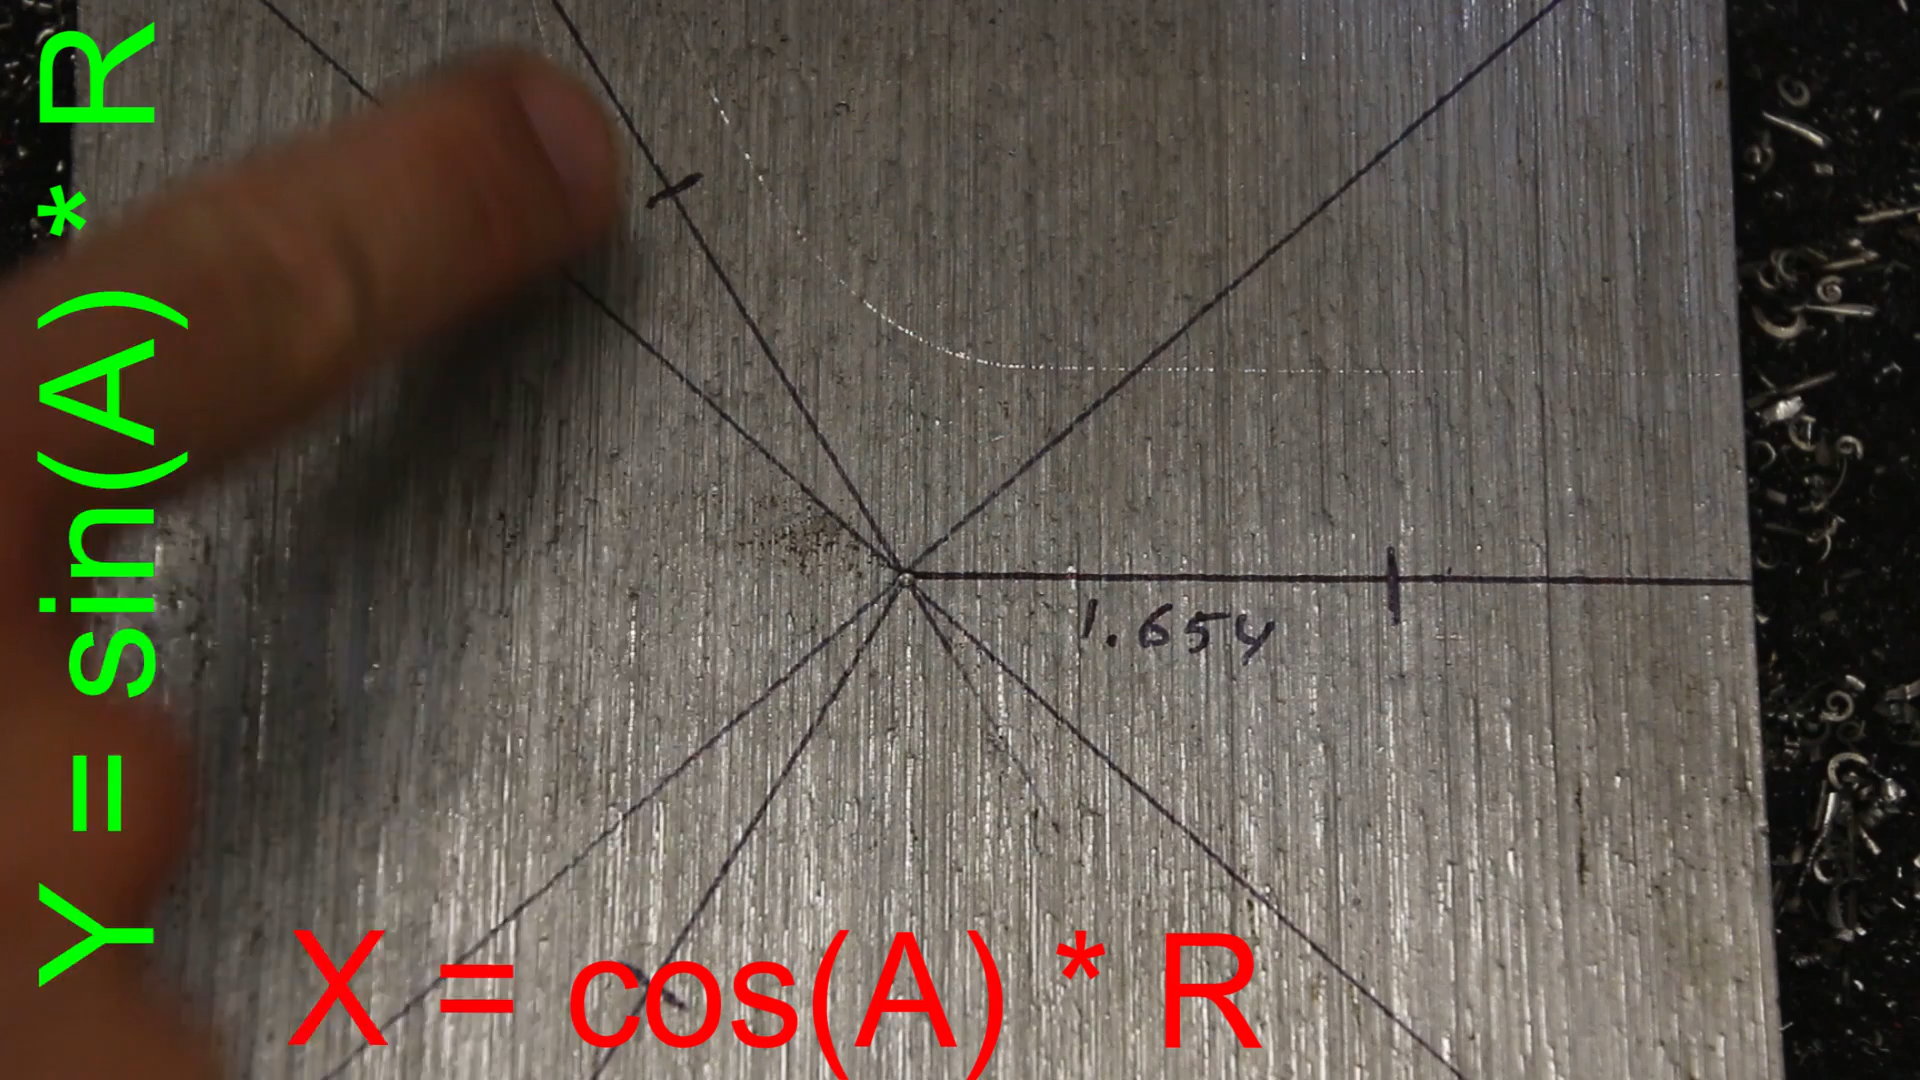 Y = sin(A) * R
1.654
X = cos(A) * R